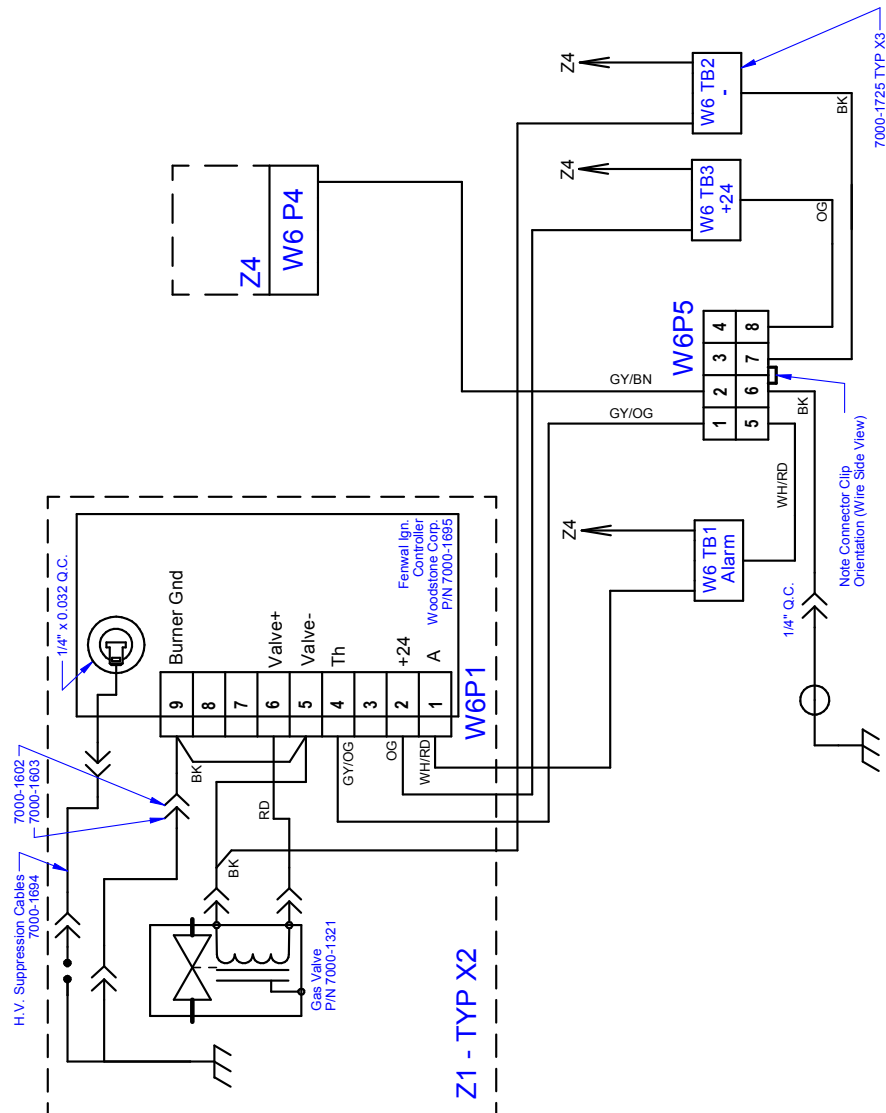 H.V. Suppression Cables
7000-1694
7000-1602
7000-1603
1/4" x 0.032 Q.C.
Burner Gnd
Valve+
Valve-
Th
+24
A
Fenwal Ign.
Controller
Woodstone Corp.
P/N 7000-1695
9
8
7
6
5
4
3
2
1
W6P1
BK
RD
BK
GY/OG
OG
WH/RD
Gas Valve
P/N 7000-1321
Z1 - TYP X2
Z4
W6 P4
GY/BN
GY/OG
W6P5
1
2
3
4
5
6
7
8
Z4
W6 TB1
Alarm
WH/RD
Z4
W6 TB3
+24
OG
Z4
W6 TB2
-
BK
7000-1725 TYP X3
BK
1/4" Q.C.
Note Connector Clip
Orientation (Wire Side View)